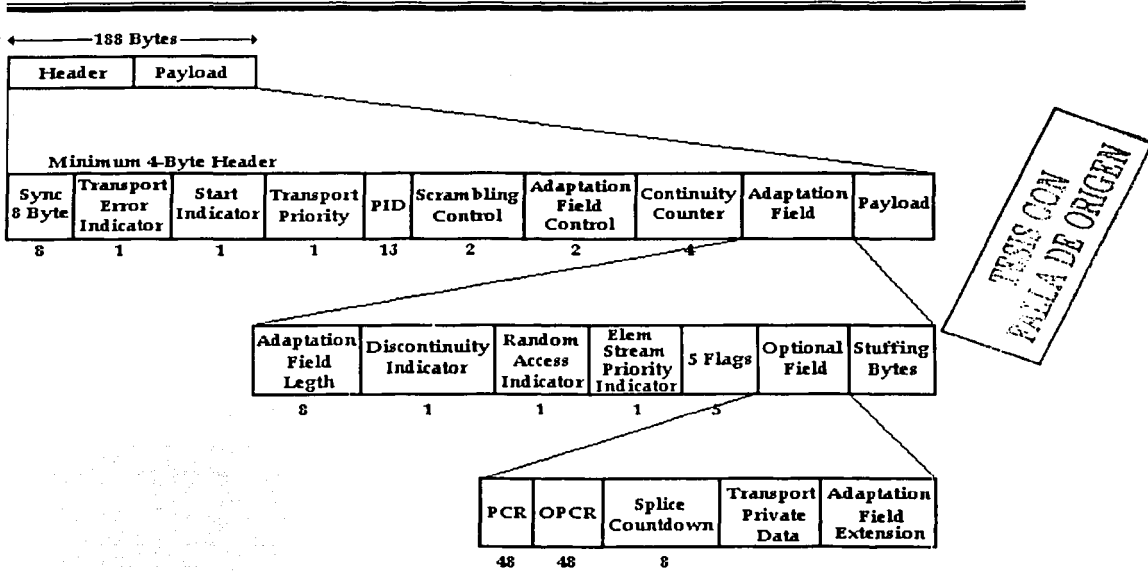 188 Bytes
Header Payload
Minimum 4-Byte Header
Sync
8 Byte
Transport
Error
Indicator
Start
Indicator
Transport
Priority
PID
Scrambling
Control
Adaptation
Field
Control
Continuity
Counter
Adaptation
Field
Payload
8 1 1 1 13 2 2 4
TESIS CON
FALLA DE ORIGEN
Adaptation
Field
Legth
Discontinuity
Indicator
Random
Access
Indicator
Elem
Stream
Priority
Indicator
5 Flags
Optional
Field
Stuffing
Bytes
8 1 1 1 5
PCR
OPCR
Splice
Countdown
Transport
Private
Data
Adaptation
Field
Extension
48 48 8